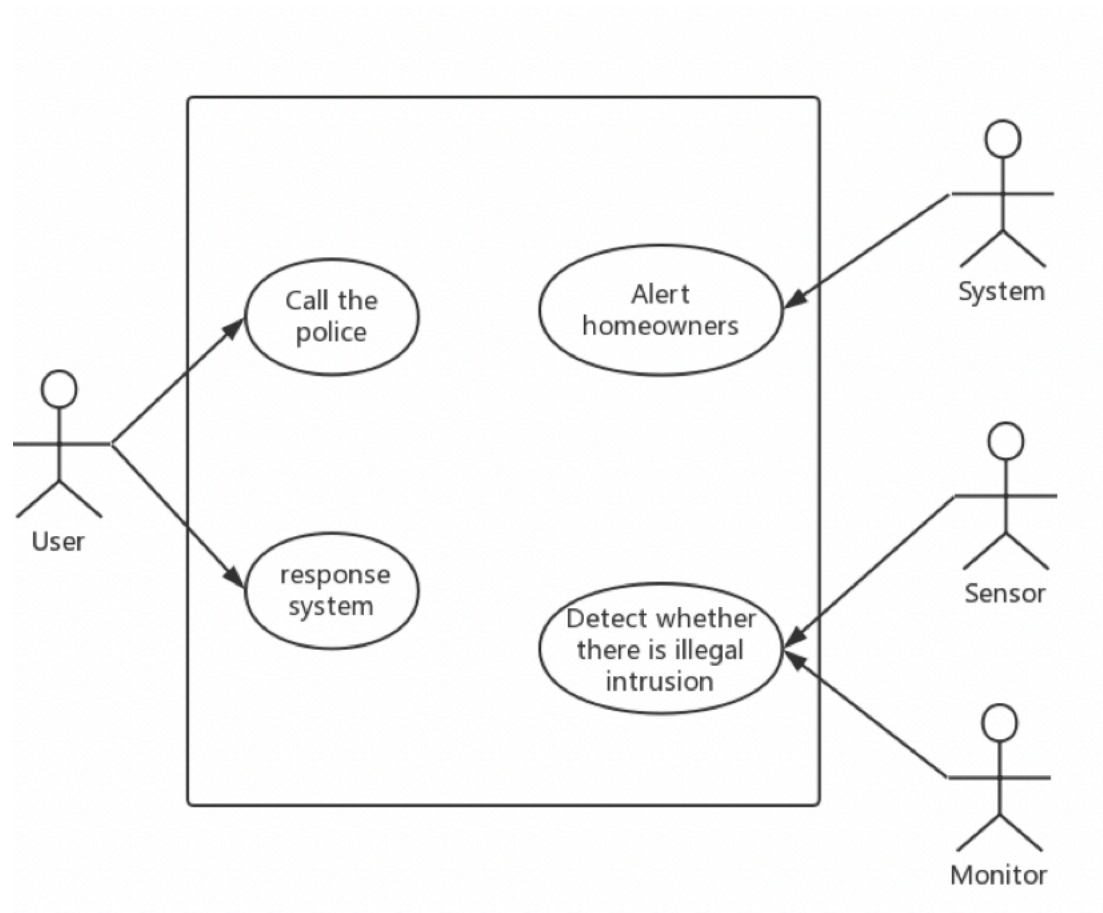 System
Call the
police
Alert
homeowners
User
response
system
Sensor
Detect whether
there is illegal
intrusion
Monitor